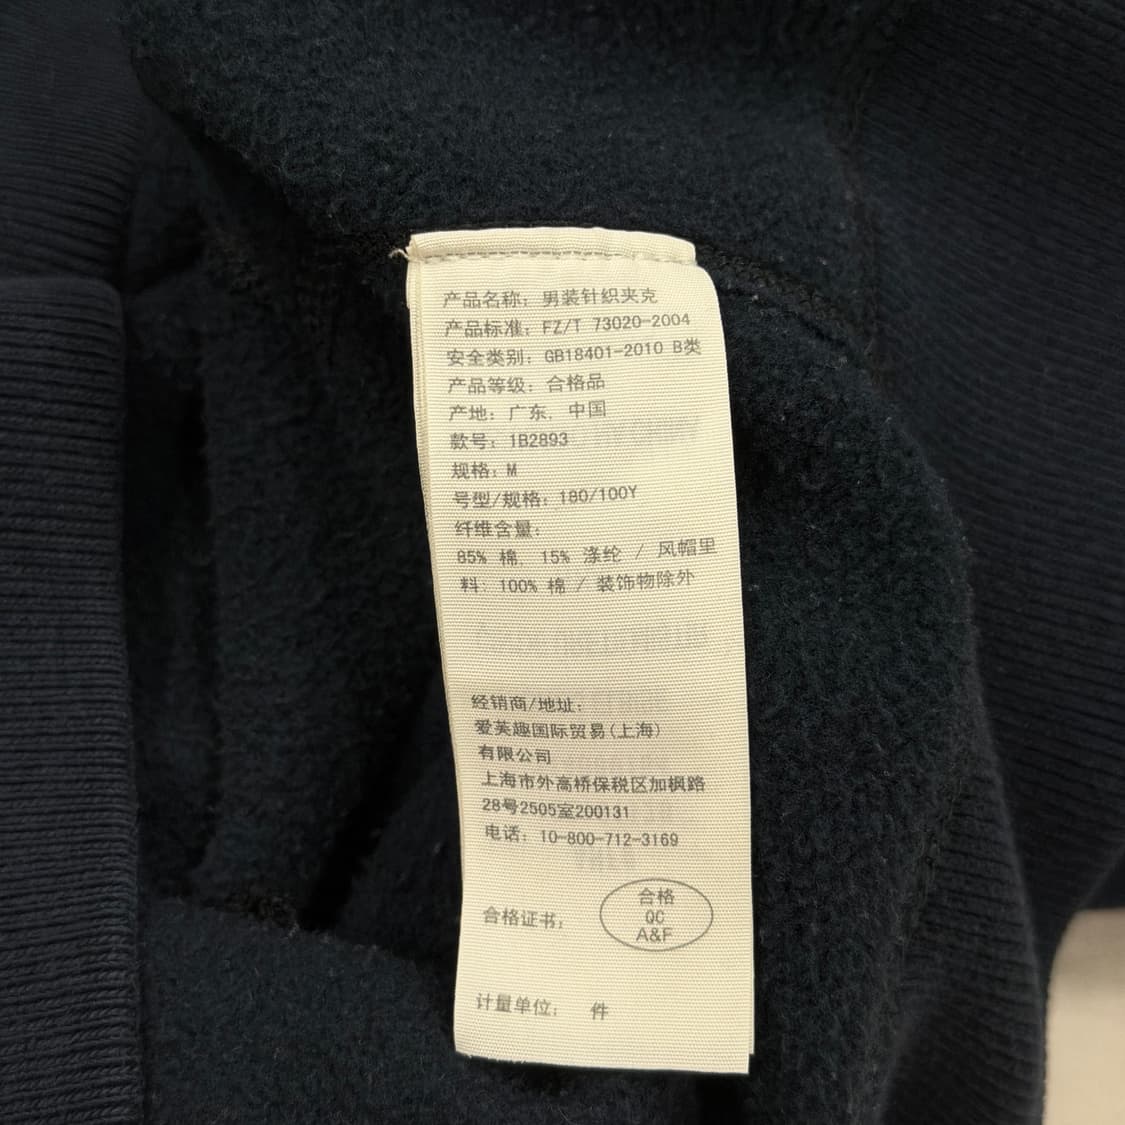 产品名称: 男装针织夹克
产品标准: FZ/T 73020-2004
安全类别: GB18401-2010 B类
产品等级: 合格品
产地: 广东, 中国
款号: 1B2893
规格: M
号型/规格: 180/100Y
纤维含量:
85% 棉, 15% 涤纶 / 风帽里
料: 100% 棉 / 装饰物除外
经销商/地址:
爱芙趣国际贸易(上海)
有限公司
上海市外高桥保税区加枫路
28号2505室200131
电话: 10-800-712-3169
合格证书:
合格
QC
A&F
计量单位: 件